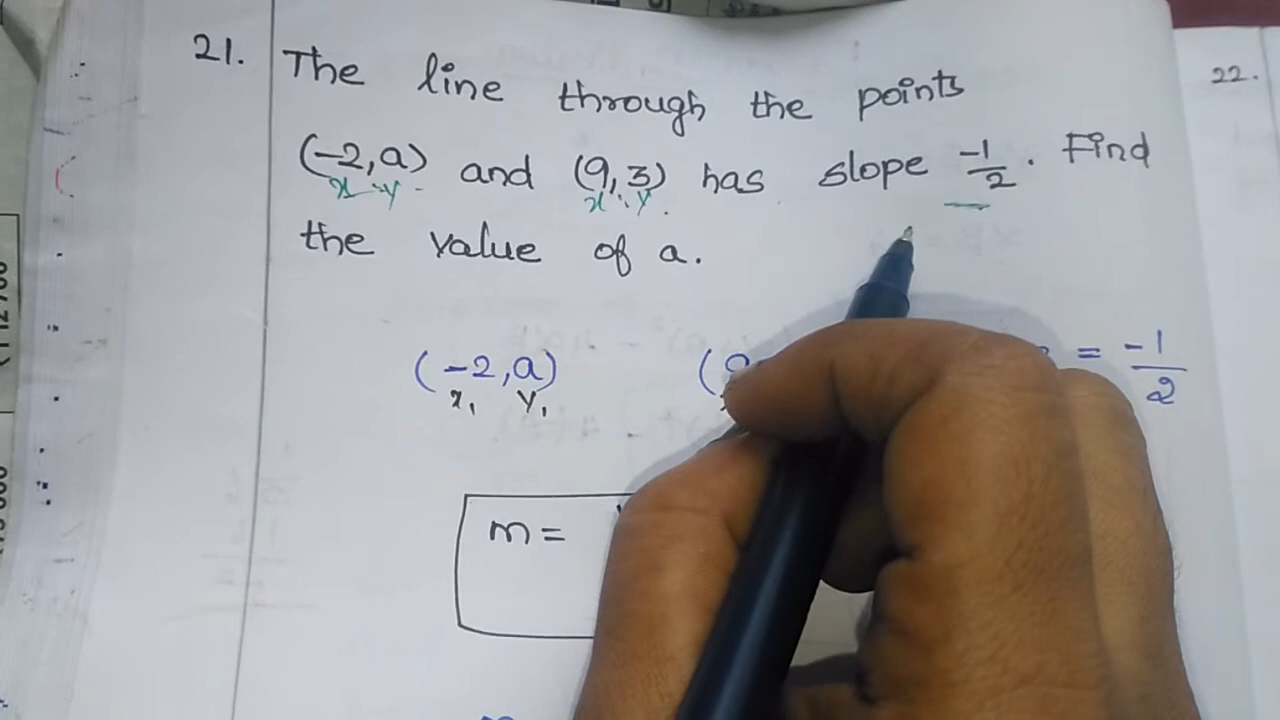 21. The line through the points
(-2,a) and (9,3) has slope -1/2. Find
x y x y
the value of a.
(-2,a) (9 = -1/2
x₁ y₁
m =
22.